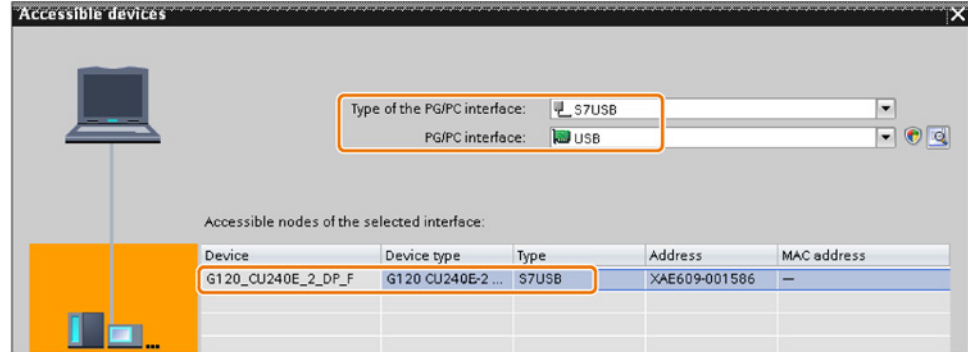 Accessible devices
Type of the PG/PC interface: S7USB
PG/PC interface: USB
Accessible nodes of the selected interface:
Device Device type Type Address MAC address
G120_CU240E_2_DP_F G120 CU240E-2 ... S7USB XAE609-001586 —